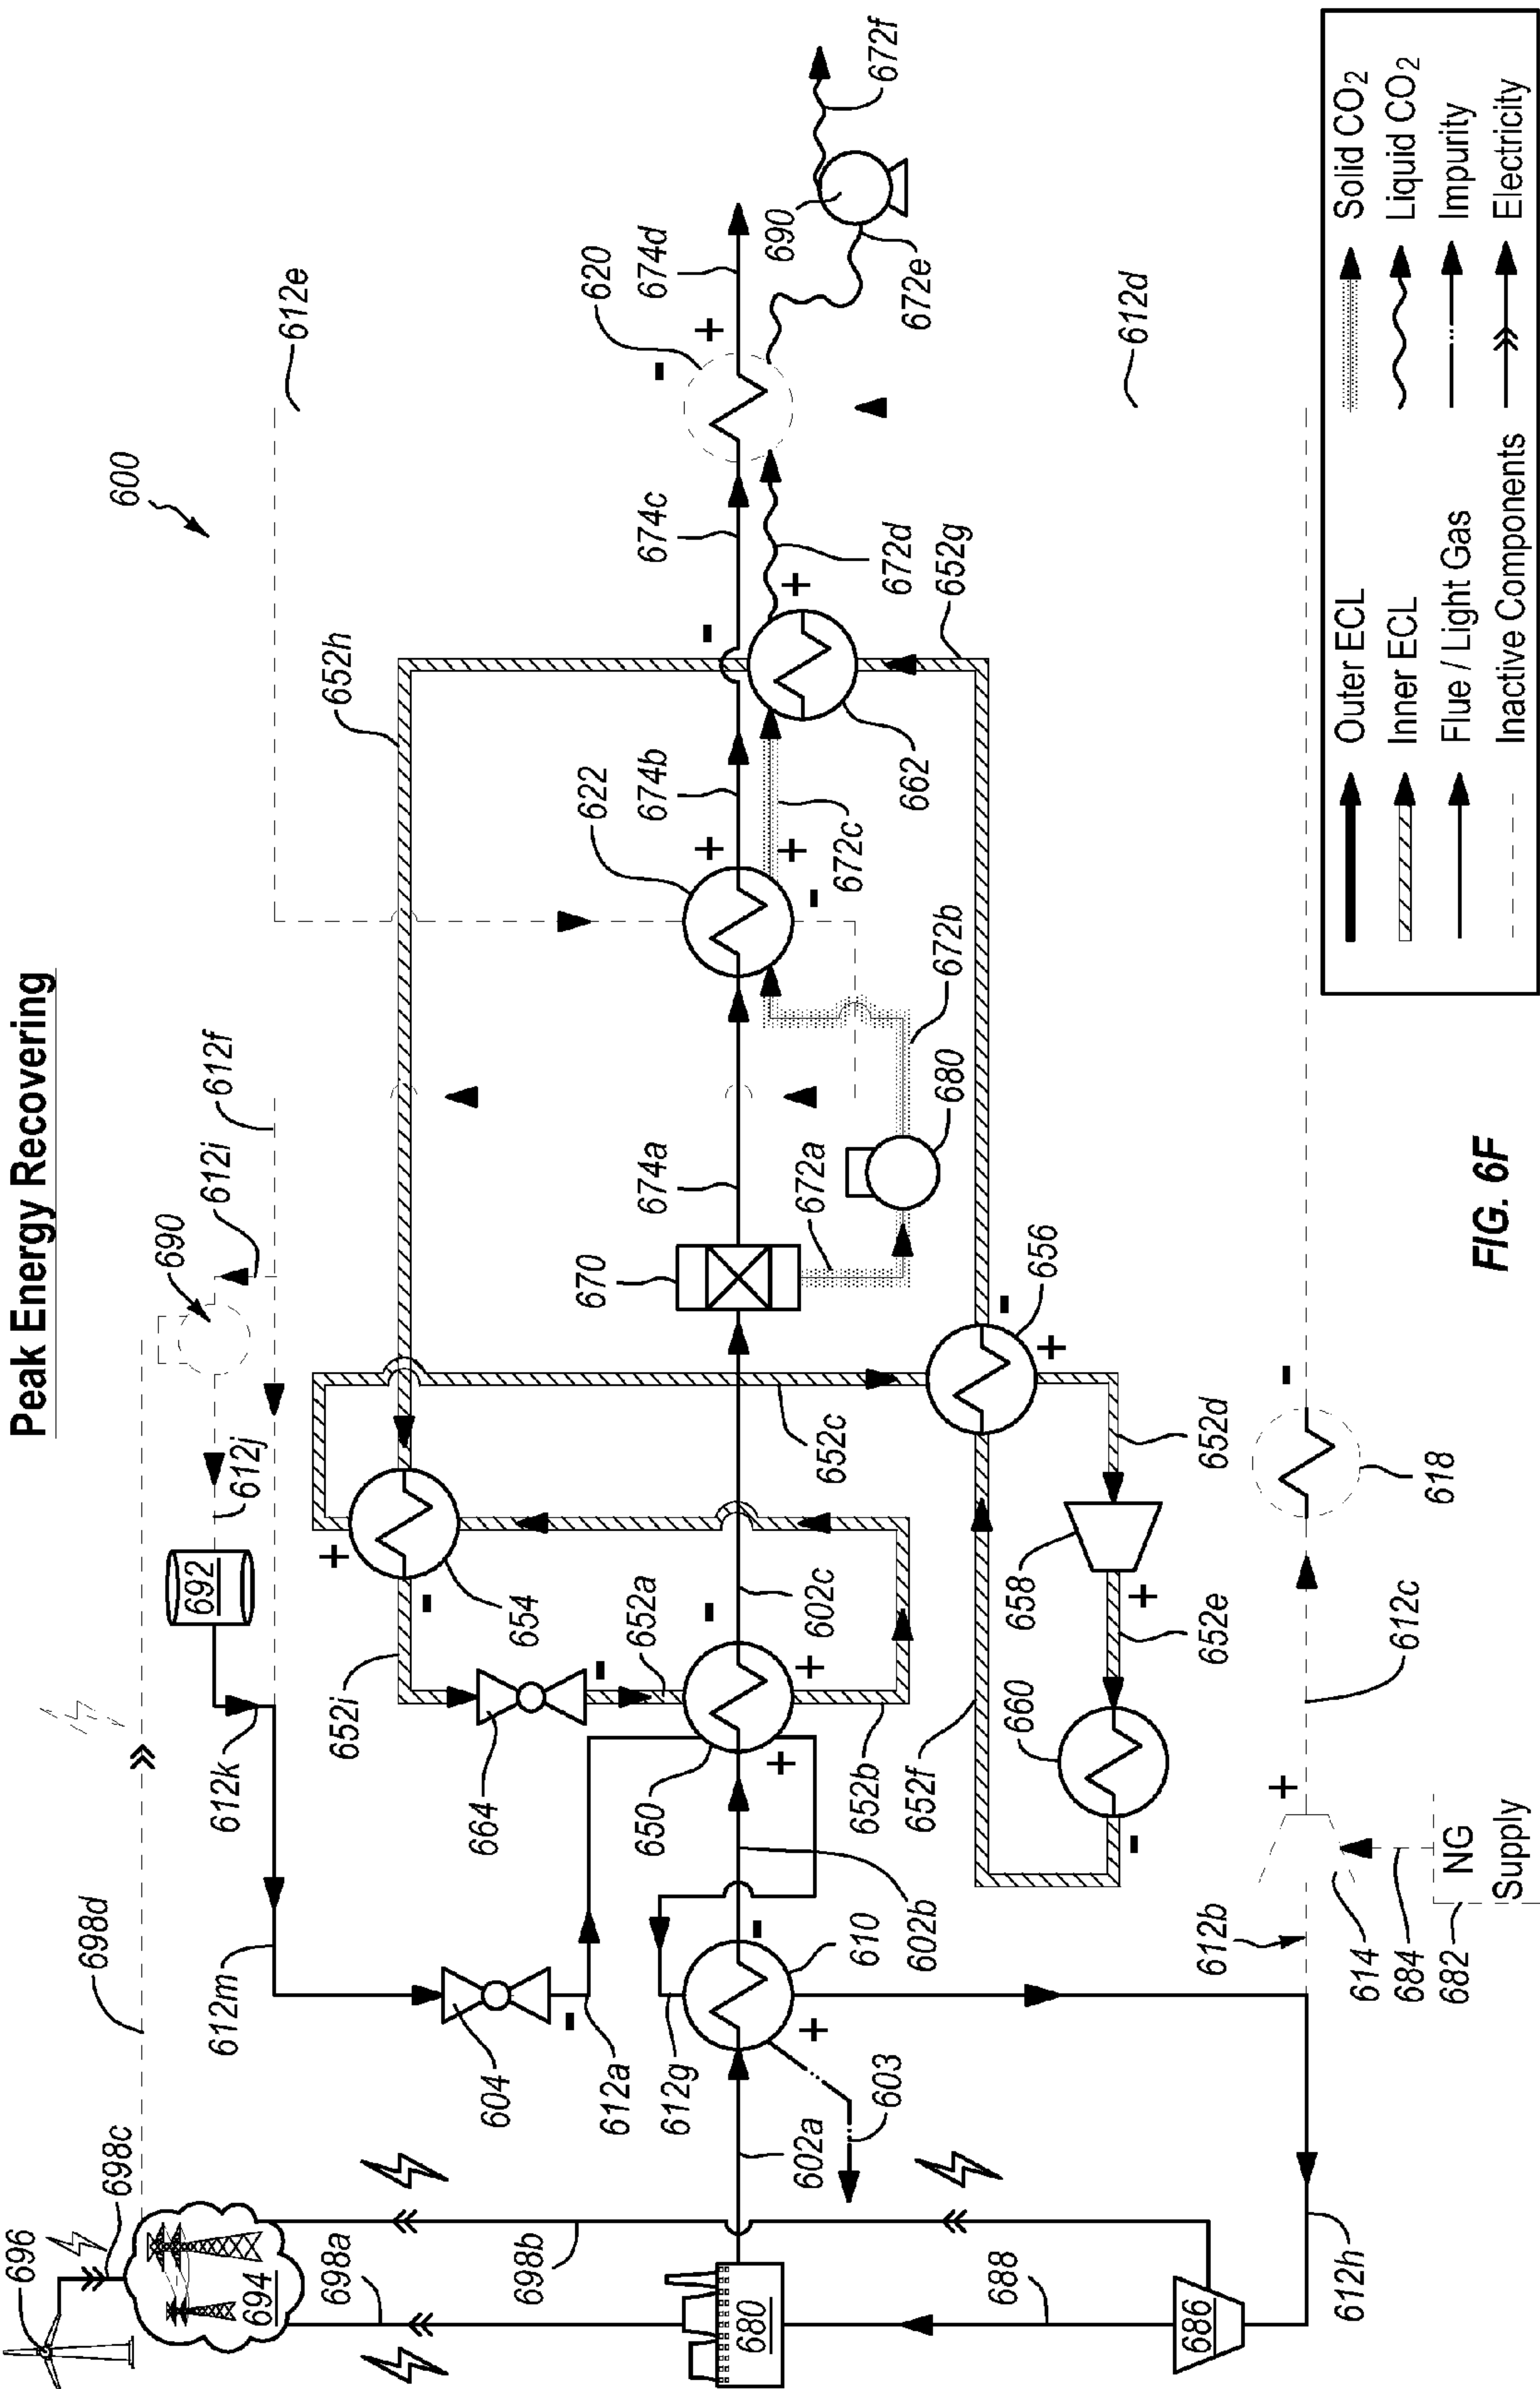 Peak Energy Recovering
600
696
698c
694
698a
698b
698d
612k
612m
692
612j
690
612i
612f
612e
604
612a
612g
664
652i
654
652a
652h
650
602a
603
610
602b
602c
652b
652c
670
674a
672a
680
672b
622
674b
672c
662
674c
672d
652g
620
674d
690
672e
672f
612d
680
688
686
612h
652f
660
652e
658
652d
656
612b
614
684
682
NG
Supply
612c
618
FIG. 6F
Outer ECL
Inner ECL
Flue / Light Gas
Inactive Components
Solid CO2
Liquid CO2
Impurity
Electricity
+
-
+
-
+
-
+
-
+
-
+
-
+
-
+
-
+
-
+
-
+
-
+
-